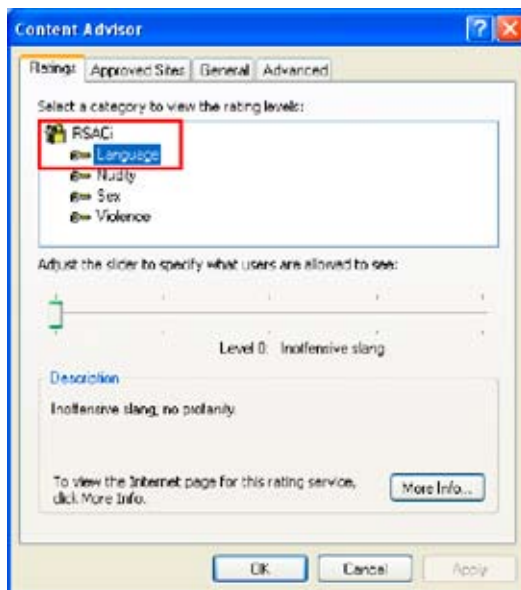 Content Advisor
Ratings Approved Sites General Advanced
Select a category to view the rating levels:
RSACi
Language
Nudity
Sex
Violence
Adjust the slider to specify what users are allowed to see:
Level 0: Inoffensive slang
Description
Inoffensive slang, no profanity.
To view the Internet page for this rating service,
click More Info.
More Info...
OK Cancel Apply